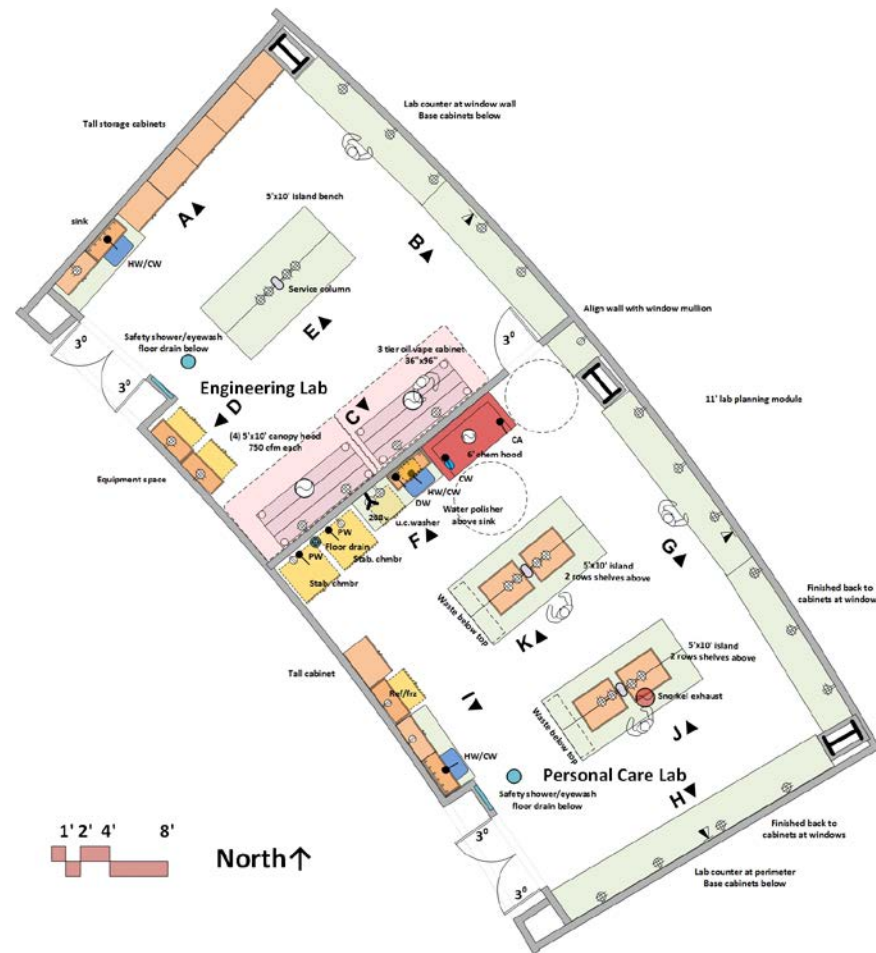 Lab counter at window wall
Base cabinets below
Tall storage cabinets
5'x10' island bench
A
sink
HW/CW
B
Service column
E
Align wall with window mullion
3⁰
3⁰
3⁰
Safety shower/eyewash
floor drain below
3 tier oil vape cabinet
36"x96"
Engineering Lab
D
C
11' lab planning module
(4) 5'x10' canopy hood
750 cfm each
CA
6' chem hood
Equipment space
CW
HW/CW
DW
Water polisher
above sink
208v
u.c.washer
F
PW
Floor drain
PW
Stab. chmbr
Stab. chmbr
G
5'x10' island
2 rows shelves above
Finished back to
cabinets at window
Waste below top
K
5'x10' island
2 rows shelves above
Tall cabinet
Ref/frz
I
Snorkel exhaust
Waste below top
J
HW/CW
Personal Care Lab
Safety shower/eyewash
floor drain below
H
Finished back to
cabinets at windows
3⁰
3⁰
Lab counter at perimeter
Base cabinets below
1' 2' 4' 8'
North↑